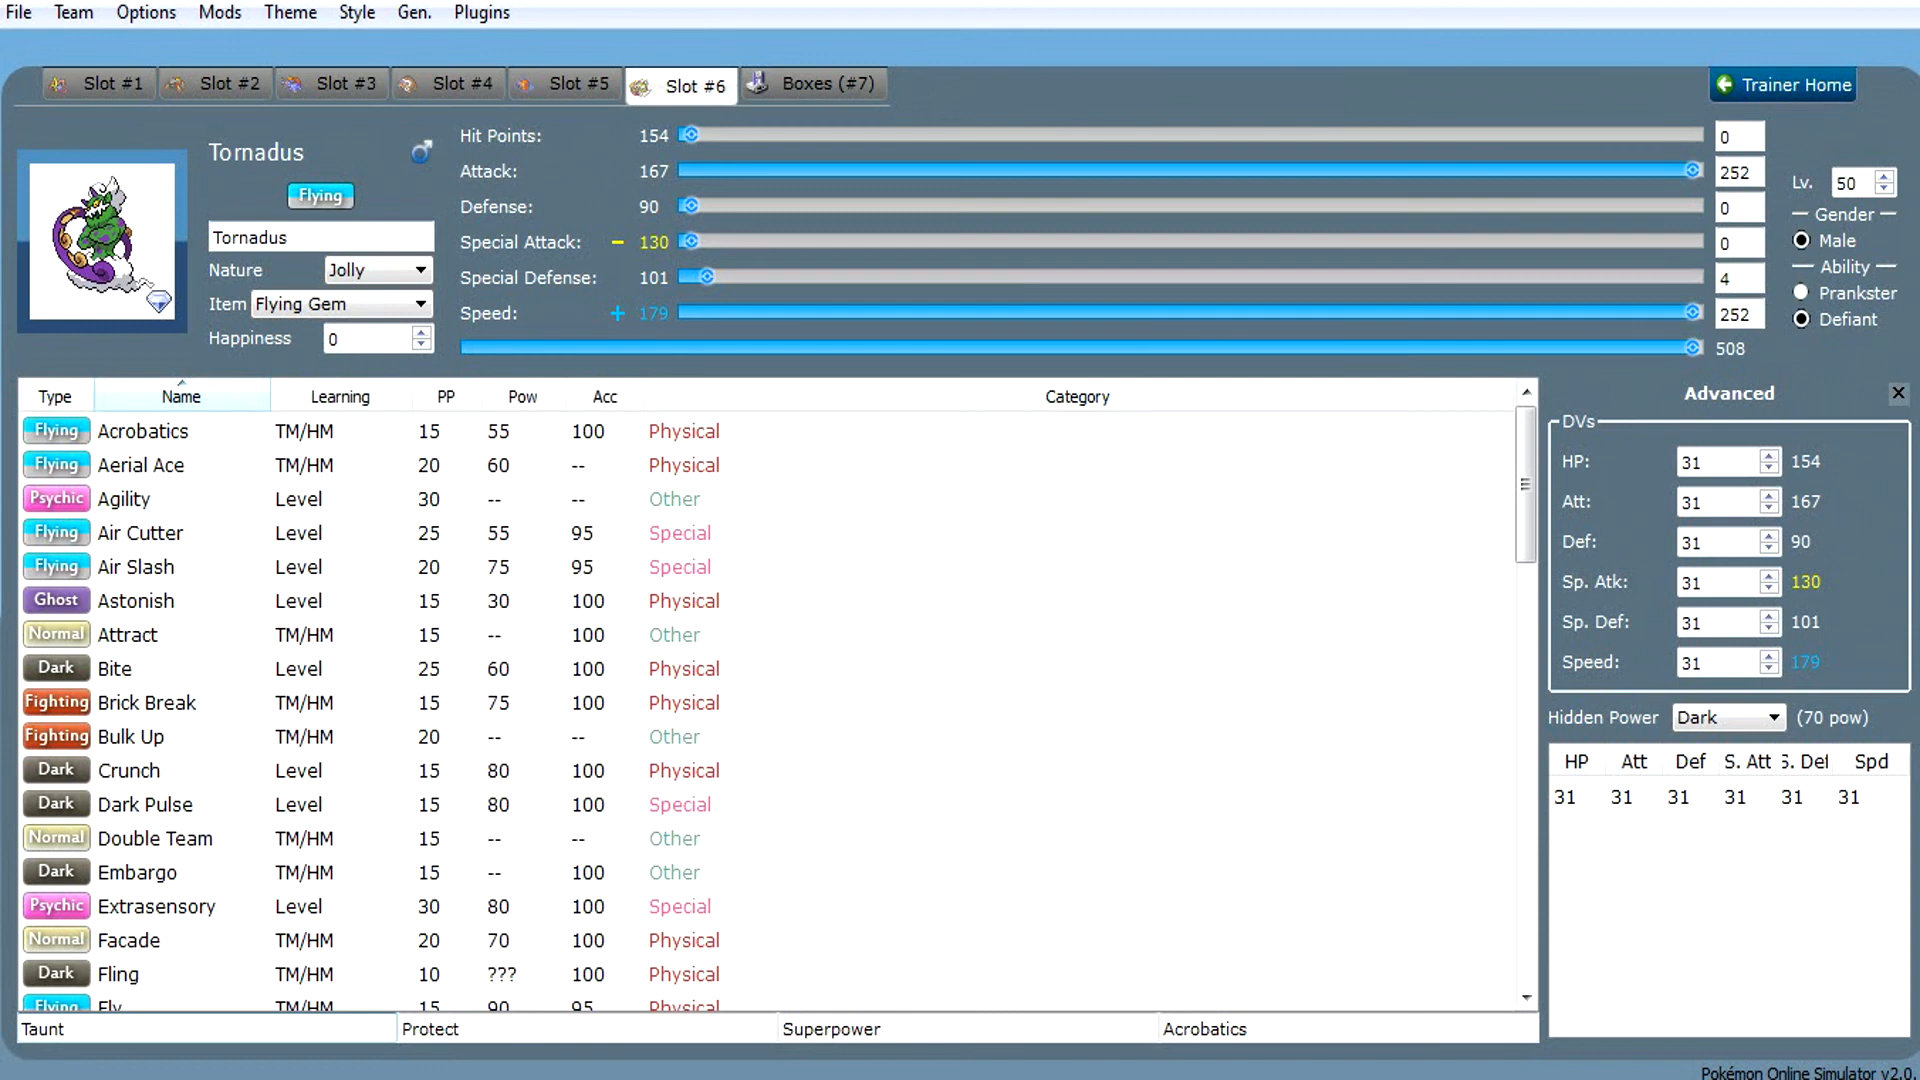 File Team Options Mods Theme Style Gen. Plugins
Slot #1 Slot #2 Slot #3 Slot #4 Slot #5 Slot #6 Boxes (#7) Trainer Home
Tornadus
Flying
Tornadus
Nature Jolly
Item Flying Gem
Happiness 0
Hit Points: 154 0
Attack: 167 252
Defense: 90 0
Special Attack: − 130 0
Special Defense: 101 4
Speed: + 179 252
508
Lv. 50
Gender
Male
Ability
Prankster
Defiant
Type Name Learning PP Pow Acc Category
Flying Acrobatics TM/HM 15 55 100 Physical
Flying Aerial Ace TM/HM 20 60 -- Physical
Psychic Agility Level 30 -- -- Other
Flying Air Cutter Level 25 55 95 Special
Flying Air Slash Level 20 75 95 Special
Ghost Astonish Level 15 30 100 Physical
Normal Attract TM/HM 15 -- 100 Other
Dark Bite Level 25 60 100 Physical
Fighting Brick Break TM/HM 15 75 100 Physical
Fighting Bulk Up TM/HM 20 -- -- Other
Dark Crunch Level 15 80 100 Physical
Dark Dark Pulse Level 15 80 100 Special
Normal Double Team TM/HM 15 -- -- Other
Dark Embargo TM/HM 15 -- 100 Other
Psychic Extrasensory Level 30 80 100 Special
Normal Facade TM/HM 20 70 100 Physical
Dark Fling TM/HM 10 ??? 100 Physical
Flying Fly TM/HM 15 90 95 Physical
Taunt Protect Superpower Acrobatics
Advanced
DVs
HP: 31 154
Att: 31 167
Def: 31 90
Sp. Atk: 31 130
Sp. Def: 31 101
Speed: 31 179
Hidden Power Dark (70 pow)
HP Att Def S. Att S. Def Spd
31 31 31 31 31 31
Pokémon Online Simulator v2.0.